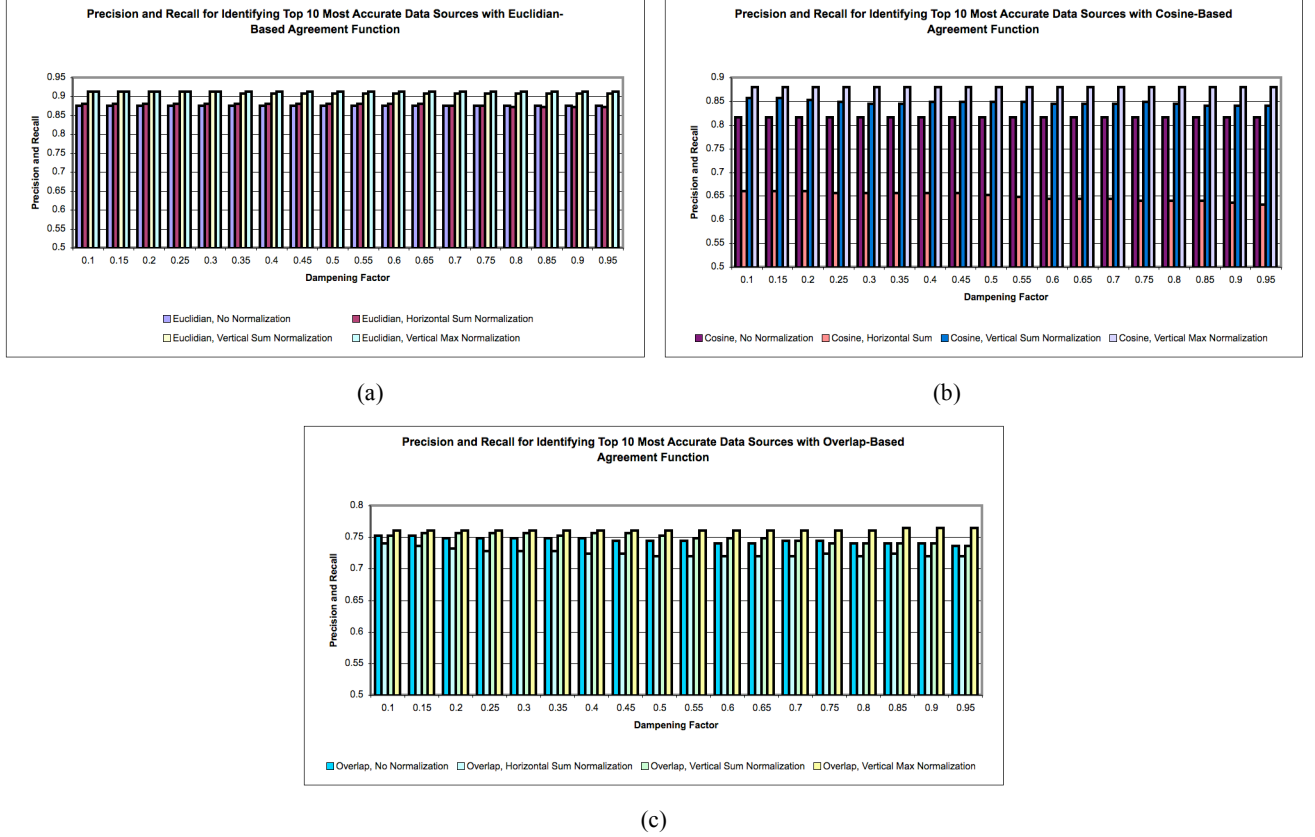 Precision and Recall for Identifying Top 10 Most Accurate Data Sources with Euclidian-
Based Agreement Function
0.95
0.9
0.85
0.8
0.75
0.7
0.65
0.6
0.55
0.5
Precision and Recall
0.1 0.15 0.2 0.25 0.3 0.35 0.4 0.45 0.5 0.55 0.6 0.65 0.7 0.75 0.8 0.85 0.9 0.95
Dampening Factor
Euclidian, No Normalization Euclidian, Horizontal Sum Normalization
Euclidian, Vertical Sum Normalization Euclidian, Vertical Max Normalization
(a)
Precision and Recall for Identifying Top 10 Most Accurate Data Sources with Cosine-Based
Agreement Function
0.9
0.85
0.8
0.75
0.7
0.65
0.6
0.55
0.5
Precision and Recall
0.1 0.15 0.2 0.25 0.3 0.35 0.4 0.45 0.5 0.55 0.6 0.65 0.7 0.75 0.8 0.85 0.9 0.95
Dampening Factor
Cosine, No Normalization Cosine, Horizontal Sum Cosine, Vertical Sum Normalization Cosine, Vertical Max Normalization
(b)
Precision and Recall for Identifying Top 10 Most Accurate Data Sources with Overlap-Based
Agreement Function
0.8
0.75
0.7
0.65
0.6
0.55
0.5
Precision and Recall
0.1 0.15 0.2 0.25 0.3 0.35 0.4 0.45 0.5 0.55 0.6 0.65 0.7 0.75 0.8 0.85 0.9 0.95
Dampening Factor
Overlap, No Normalization Overlap, Horizontal Sum Normalization Overlap, Vertical Sum Normalization Overlap, Vertical Max Normalization
(c)